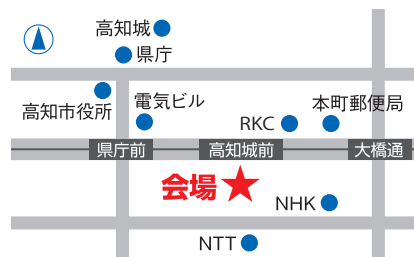 高知城
県庁
高知市役所
電気ビル
本町郵便局
RKC
県庁前
高知城前
大橋通
会場
NHK
NTT